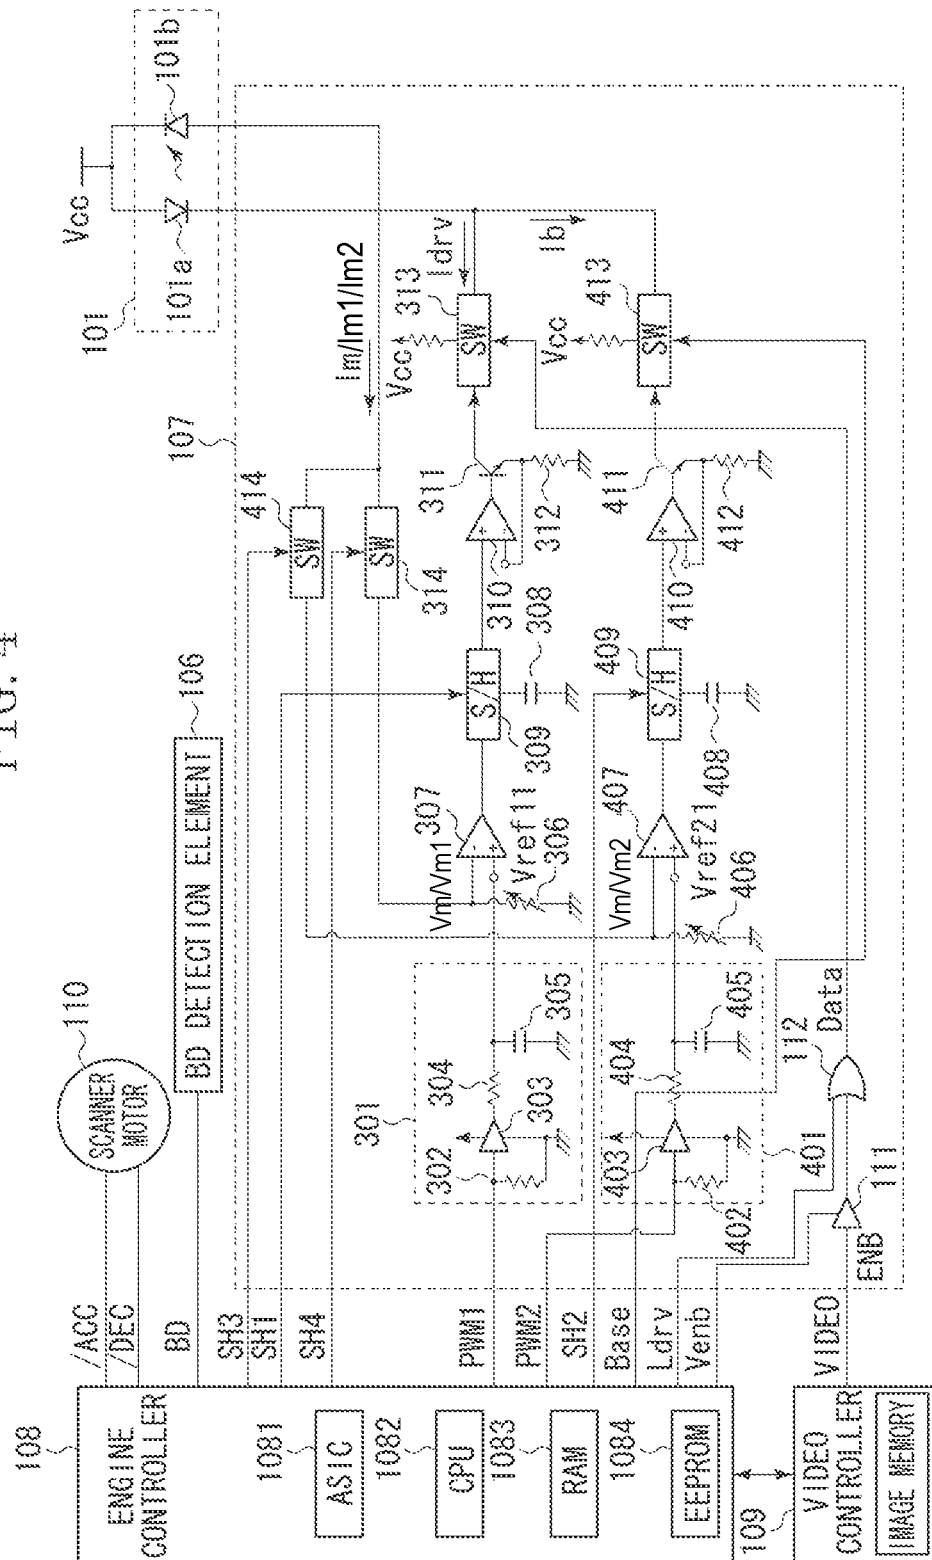 FIG. 4
108
ENGINE
CONTROLLER
1081
ASIC
1082
CPU
1083
RAM
1084
EEPROM
109
VIDEO
CONTROLLER
IMAGE MEMORY
/ACC
/DEC
BD
SH3
SH1
SH4
PWM1
PWM2
SH2
Base
Ldrv
Venb
VIDEO
110
SCANNER
MOTOR
BD DETECTION ELEMENT
106
107
301
302
303
304
305
401
402
403
404
405
ENB
111
112
Data
Vm/Vm1
307
Vref11
306
Vm/Vm2
407
Vref21
406
S/H
309
308
S/H
409
408
310
311
312
410
411
412
414
SW
SW
314
Im/Im1/Im2
Vcc
313
SW
Idrv
Vcc
413
SW
Ib
101
101a
101b
Vcc